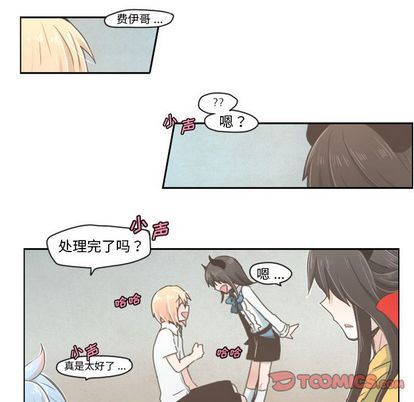 费伊哥 ...
??
嗯？
小声
小声
处理完了吗？
嗯 ...
哈哈
哈哈
小声
真是太好了 ...
TOOMICS.COM